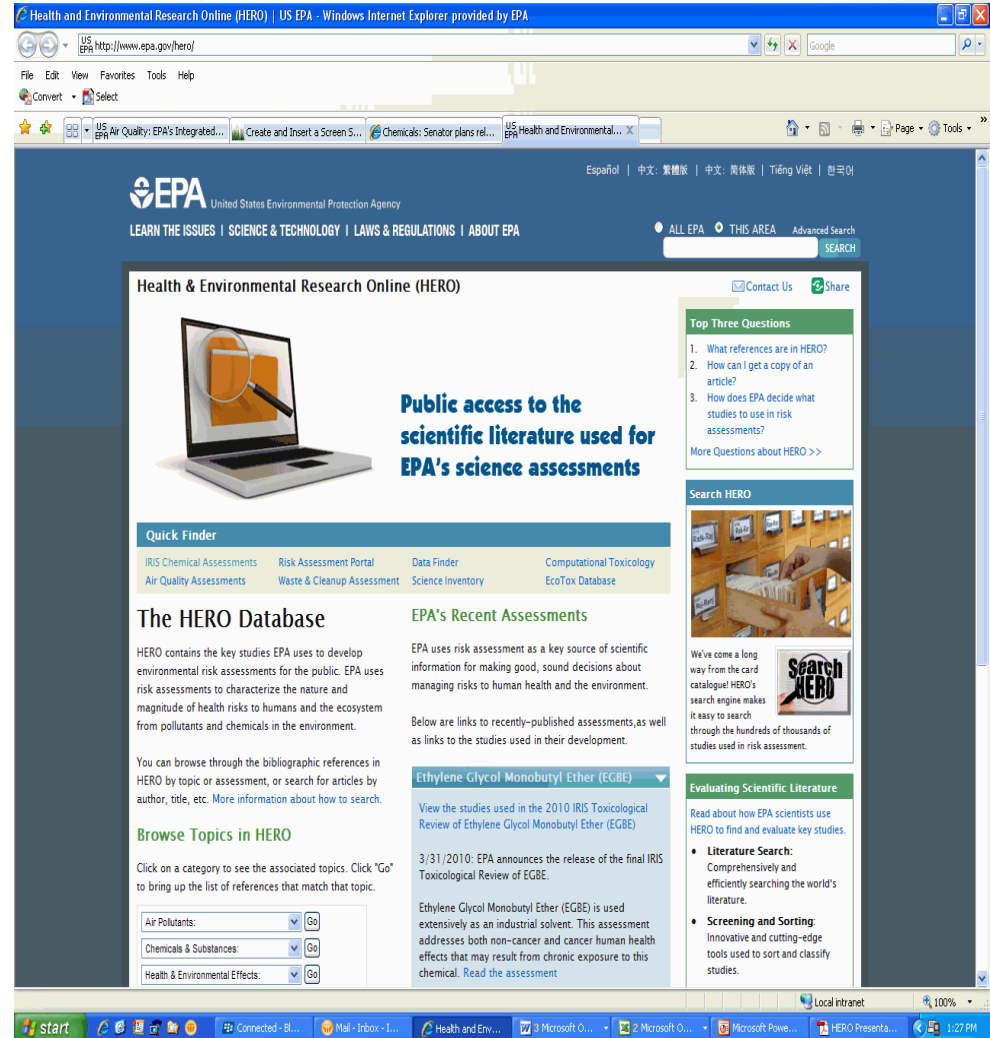 Health and Environmental Research Online (HERO) | US EPA - Windows Internet Explorer provided by EPA
US EPA http://www.epa.gov/hero/
Google
File Edit View Favorites Tools Help
Convert Select
US EPA Air Quality: EPA's Integrated...
Create and Insert a Screen S...
Chemicals: Senator plans rel...
US EPA Health and Environmental... X
Page Tools »
Español | 中文: 繁體版 | 中文: 简体版 | Tiếng Việt | 한국어
EPA United States Environmental Protection Agency
LEARN THE ISSUES | SCIENCE & TECHNOLOGY | LAWS & REGULATIONS | ABOUT EPA
ALL EPA THIS AREA Advanced Search
SEARCH
Health & Environmental Research Online (HERO)
Contact Us Share
Public access to the
scientific literature used for
EPA's science assessments
Top Three Questions
1. What references are in HERO?
2. How can I get a copy of an
article?
3. How does EPA decide what
studies to use in risk
assessments?
More Questions about HERO >>
Quick Finder
IRIS Chemical Assessments Risk Assessment Portal Data Finder Computational Toxicology
Air Quality Assessments Waste & Cleanup Assessment Science Inventory EcoTox Database
The HERO Database
HERO contains the key studies EPA uses to develop
environmental risk assessments for the public. EPA uses
risk assessments to characterize the nature and
magnitude of health risks to humans and the ecosystem
from pollutants and chemicals in the environment.
You can browse through the bibliographic references in
HERO by topic or assessment, or search for articles by
author, title, etc. More information about how to search.
Browse Topics in HERO
Click on a category to see the associated topics. Click "Go"
to bring up the list of references that match that topic.
Air Pollutants: Go
Chemicals & Substances: Go
Health & Environmental Effects: Go
EPA's Recent Assessments
EPA uses risk assessment as a key source of scientific
information for making good, sound decisions about
managing risks to human health and the environment.
Below are links to recently-published assessments,as well
as links to the studies used in their development.
Ethylene Glycol Monobutyl Ether (EGBE)
View the studies used in the 2010 IRIS Toxicological
Review of Ethylene Glycol Monobutyl Ether (EGBE)
3/31/2010: EPA announces the release of the final IRIS
Toxicological Review of EGBE.
Ethylene Glycol Monobutyl Ether (EGBE) is used
extensively as an industrial solvent. This assessment
addresses both non-cancer and cancer human health
effects that may result from chronic exposure to this
chemical. Read the assessment
Search HERO
We've come a long
way from the card
catalogue! HERO's
search engine makes
it easy to search
through the hundreds of thousands of
studies used in risk assessment.
Search
HERO
Evaluating Scientific Literature
Read about how EPA scientists use
HERO to find and evaluate key studies.
• Literature Search:
Comprehensively and
efficiently searching the world's
literature.
• Screening and Sorting:
Innovative and cutting-edge
tools used to sort and classify
studies.
Local intranet 100%
start
Connected - Bl...
Mail - Inbox - I...
Health and Env...
3 Microsoft O...
2 Microsoft O...
Microsoft Powe...
HERO Presenta...
1:27 PM